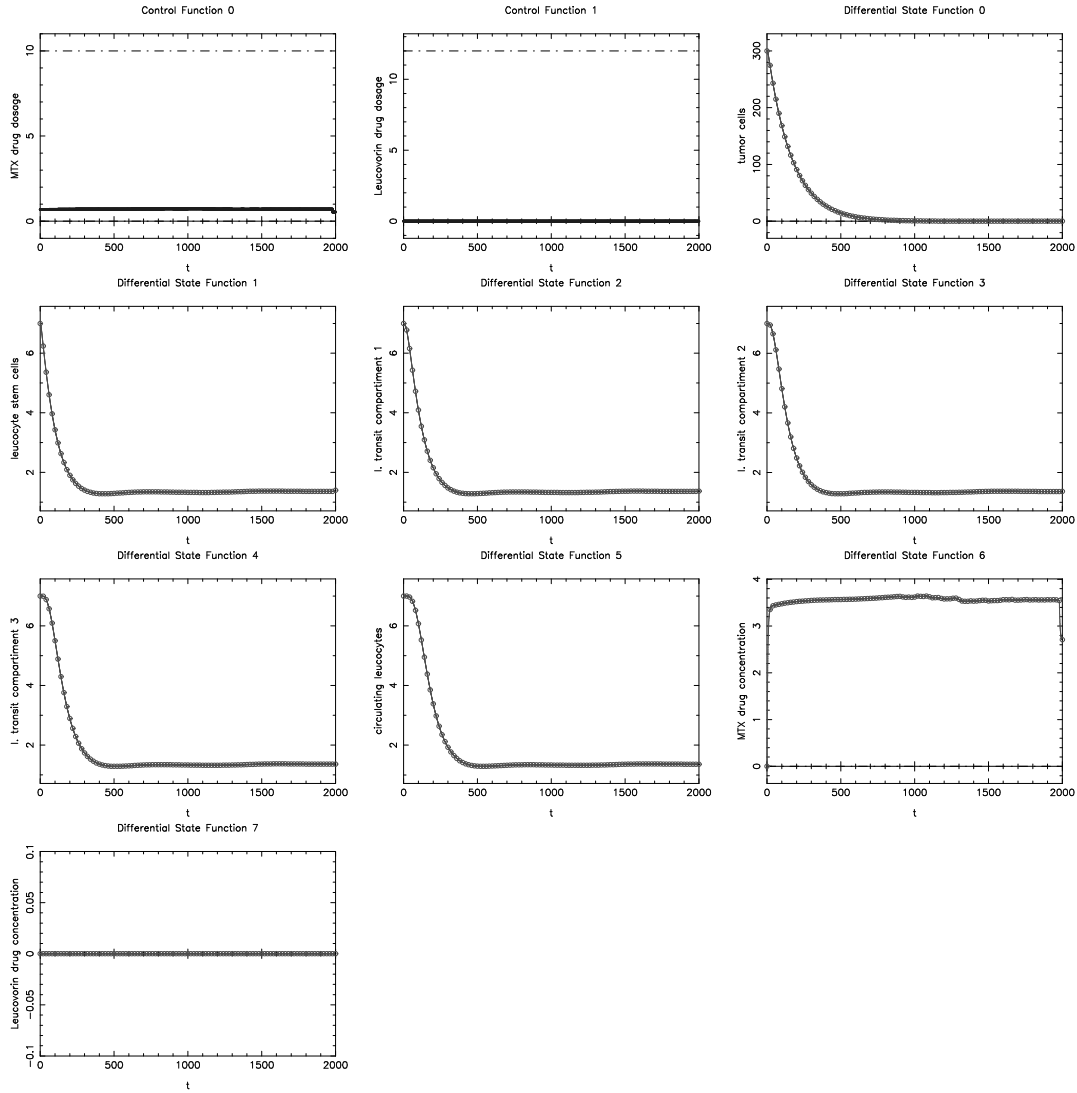 Control Function 0
MTX drug dosage
10
5
0
0 500 1000 1500 2000
t
Control Function 1
Leucovorin drug dosage
10
5
0
0 500 1000 1500 2000
t
Differential State Function 0
tumor cells
300
200
100
0
0 500 1000 1500 2000
t
Differential State Function 1
leucocyte stem cells
6
4
2
0 500 1000 1500 2000
t
Differential State Function 2
l. transit compartiment 1
6
4
2
0 500 1000 1500 2000
t
Differential State Function 3
l. transit compartiment 2
6
4
2
0 500 1000 1500 2000
t
Differential State Function 4
l. transit compartiment 3
6
4
2
0 500 1000 1500 2000
t
Differential State Function 5
circulating leucocytes
6
4
2
0 500 1000 1500 2000
t
Differential State Function 6
MTX drug concentration
4
3
2
1
0
0 500 1000 1500 2000
t
Differential State Function 7
Leucovorin drug concentration
0.1
0.05
0
-0.05
-0.1
0 500 1000 1500 2000
t